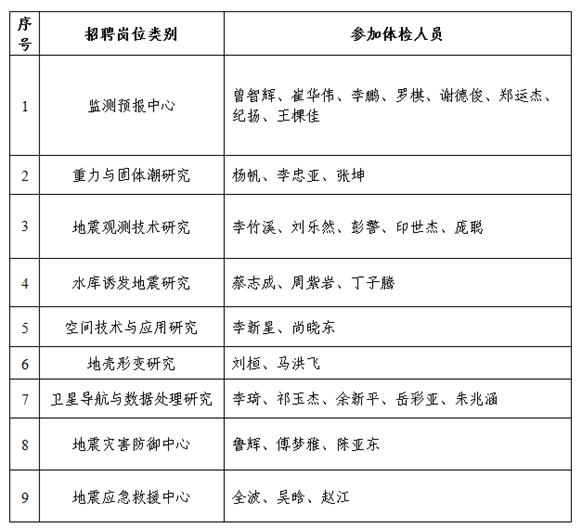 序号 招聘岗位类别 参加体检人员
1 监测预报中心 曾智辉、崔华伟、李鹏、罗棋、谢德俊、郑运杰、
纪扬、王棵佳
2 重力与固体潮研究 杨帆、李忠亚、张坤
3 地震观测技术研究 李竹溪、刘乐然、彭警、印世杰、庞聪
4 水库诱发地震研究 蔡志成、周紫岩、丁子腾
5 空间技术与应用研究 李新星、尚晓东
6 地壳形变研究 刘桓、马洪飞
7 卫星导航与数据处理研究 李琦、祁玉杰、余新平、岳彩亚、朱兆涵
8 地震灾害防御中心 鲁辉、傅梦雅、陈亚东
9 地震应急救援中心 全波、吴晗、赵江